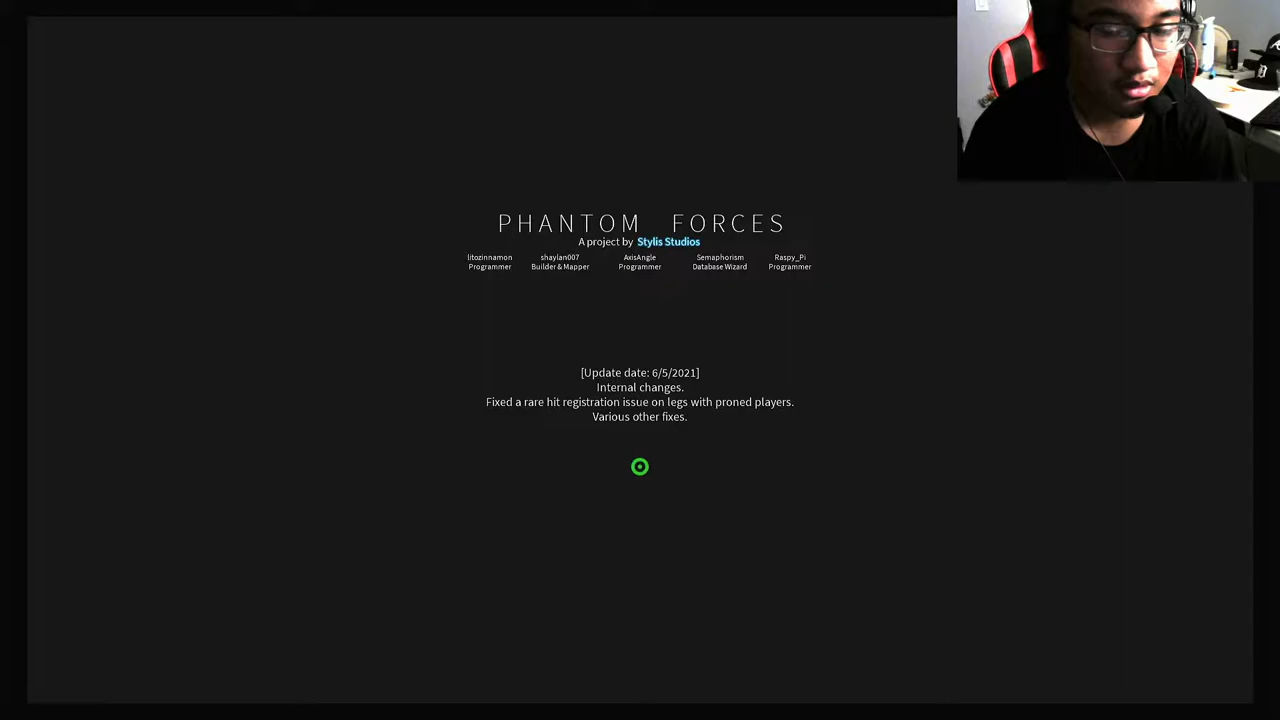 PHANTOM FORCES
A project by Stylis Studios
litozinnamon shaylan007 AxisAngle Semaphorism Raspy_Pi
Programmer Builder & Mapper Programmer Database Wizard Programmer
[Update date: 6/5/2021]
Internal changes.
Fixed a rare hit registration issue on legs with proned players.
Various other fixes.